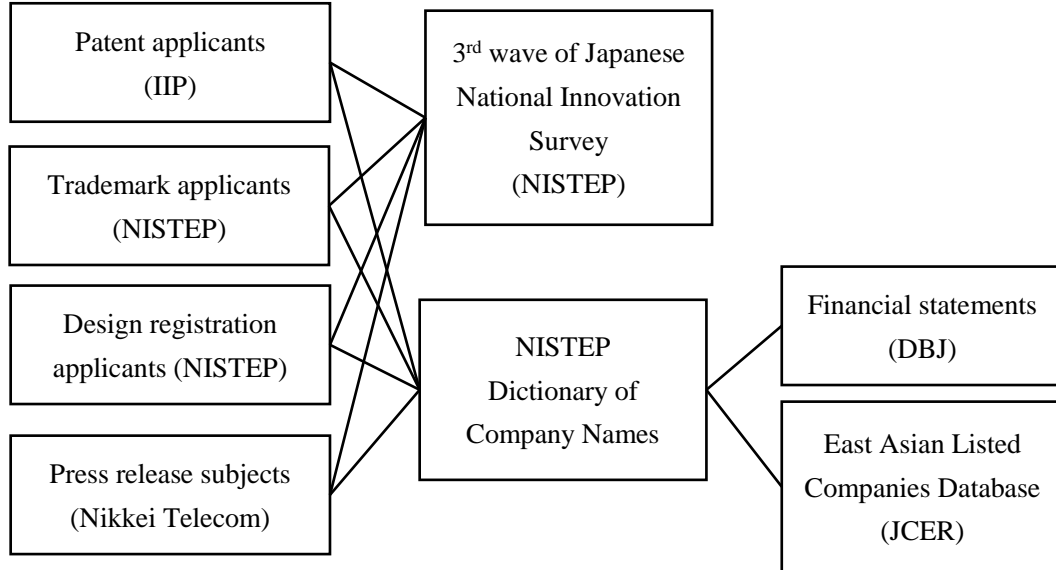 Patent applicants
(IIP)
Trademark applicants
(NISTEP)
Design registration
applicants (NISTEP)
Press release subjects
(Nikkei Telecom)
3rd wave of Japanese
National Innovation
Survey
(NISTEP)
NISTEP
Dictionary of
Company Names
Financial statements
(DBJ)
East Asian Listed
Companies Database
(JCER)